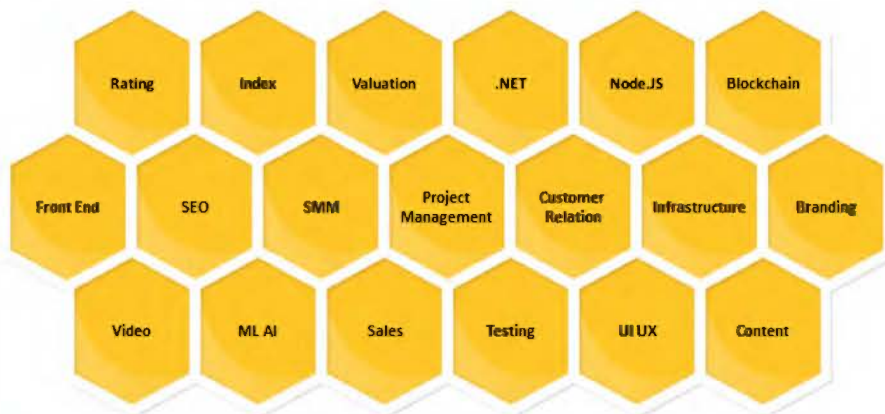 Rating
Index
Valuation
.NET
Node.JS
Blockchain
Front End
SEO
SMM
Project
Management
Customer
Relation
Infrastructure
Branding
Video
ML AI
Sales
Testing
UI UX
Content